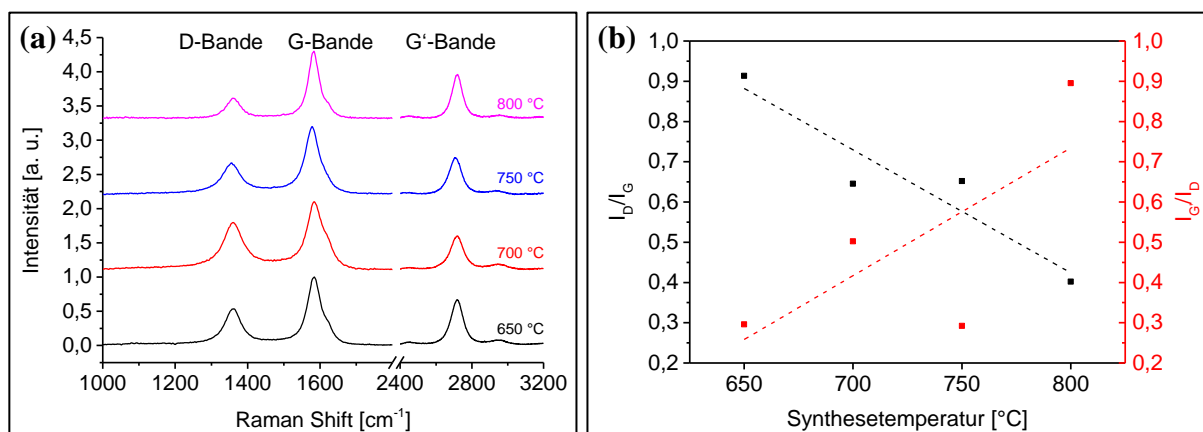 (a)
D-Bande G-Bande G‘-Bande
4,5
4,0
3,5
3,0
2,5
2,0
1,5
1,0
0,5
0,0
800 °C
750 °C
700 °C
650 °C
Intensität [a. u.]
1000 1200 1400 1600 2400 2800 3200
Raman Shift [cm-1]
(b)
1,0
0,9
0,8
0,7
0,6
0,5
0,4
0,3
0,2
ID/IG
1,0
0,9
0,8
0,7
0,6
0,5
0,4
0,3
0,2
IG/ID
650 700 750 800
Synthesetemperatur [°C]